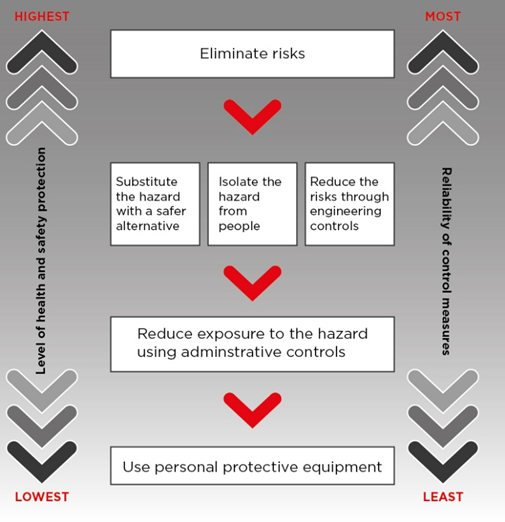 HIGHEST
MOST
Eliminate risks
Substitute
the hazard
with a safer
alternative
Isolate the
hazard
from
people
Reduce the
risks through
engineering
controls
Level of health and safety protection
Reliability of control measures
Reduce exposure to the hazard
using adminstrative controls
Use personal protective equipment
LOWEST
LEAST